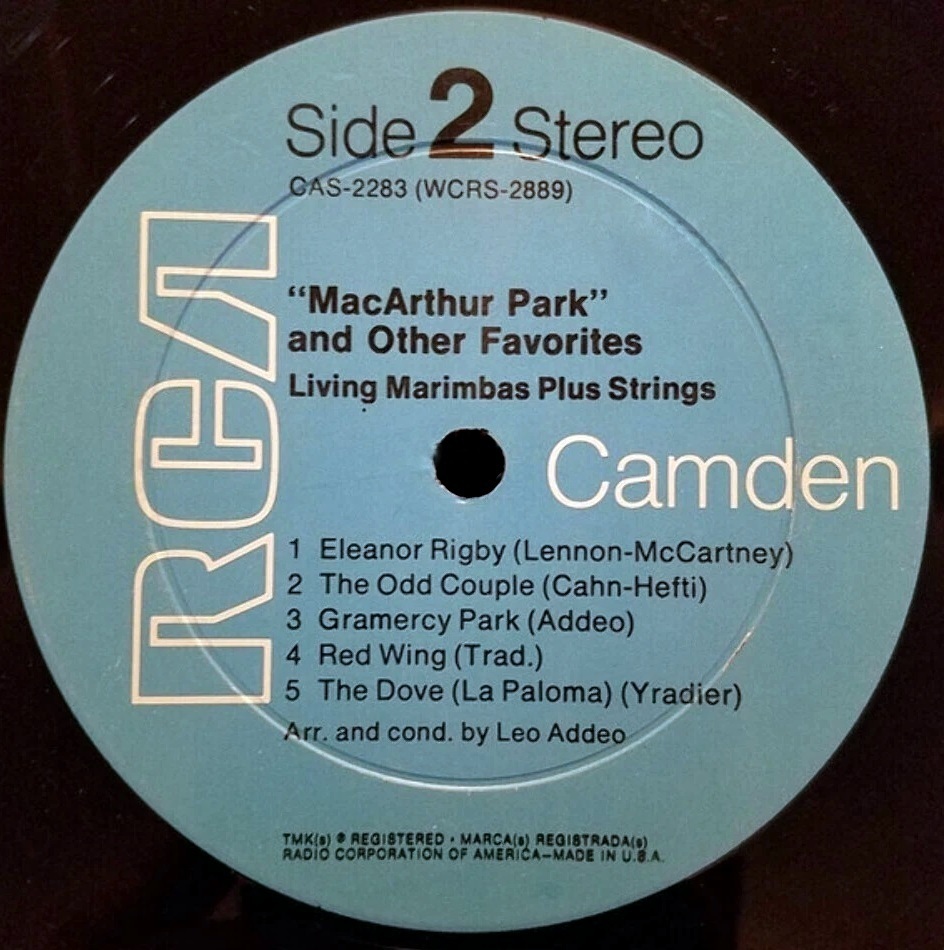 Side 2 Stereo
CAS-2283 (WCRS-2889)
RCA
"MacArthur Park"
and Other Favorites
Living Marimbas Plus Strings
Camden
1 Eleanor Rigby (Lennon-McCartney)
2 The Odd Couple (Cahn-Hefti)
3 Gramercy Park (Addeo)
4 Red Wing (Trad.)
5 The Dove (La Paloma) (Yradier)
Arr. and cond. by Leo Addeo
TMK(s) ® REGISTERED • MARCA(s) REGISTRADA(s)
RADIO CORPORATION OF AMERICA—MADE IN U.S.A.